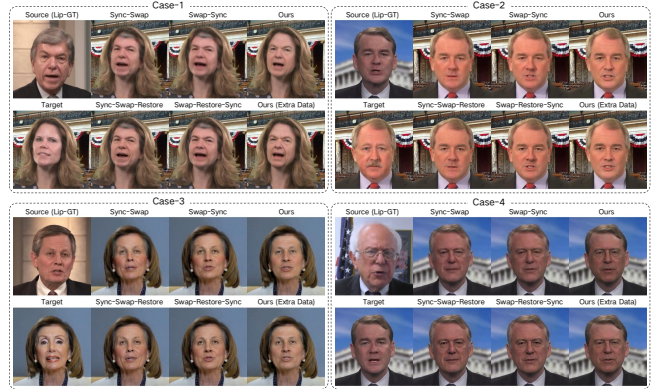 Case-1
Source (Lip-GT) Sync-Swap Swap-Sync Ours
Target Sync-Swap-Restore Swap-Restore-Sync Ours (Extra Data)
Case-2
Source (Lip-GT) Sync-Swap Swap-Sync Ours
Target Sync-Swap-Restore Swap-Restore-Sync Ours (Extra Data)
Case-3
Source (Lip-GT) Sync-Swap Swap-Sync Ours
Target Sync-Swap-Restore Swap-Restore-Sync Ours (Extra Data)
Case-4
Source (Lip-GT) Sync-Swap Swap-Sync Ours
Target Sync-Swap-Restore Swap-Restore-Sync Ours (Extra Data)